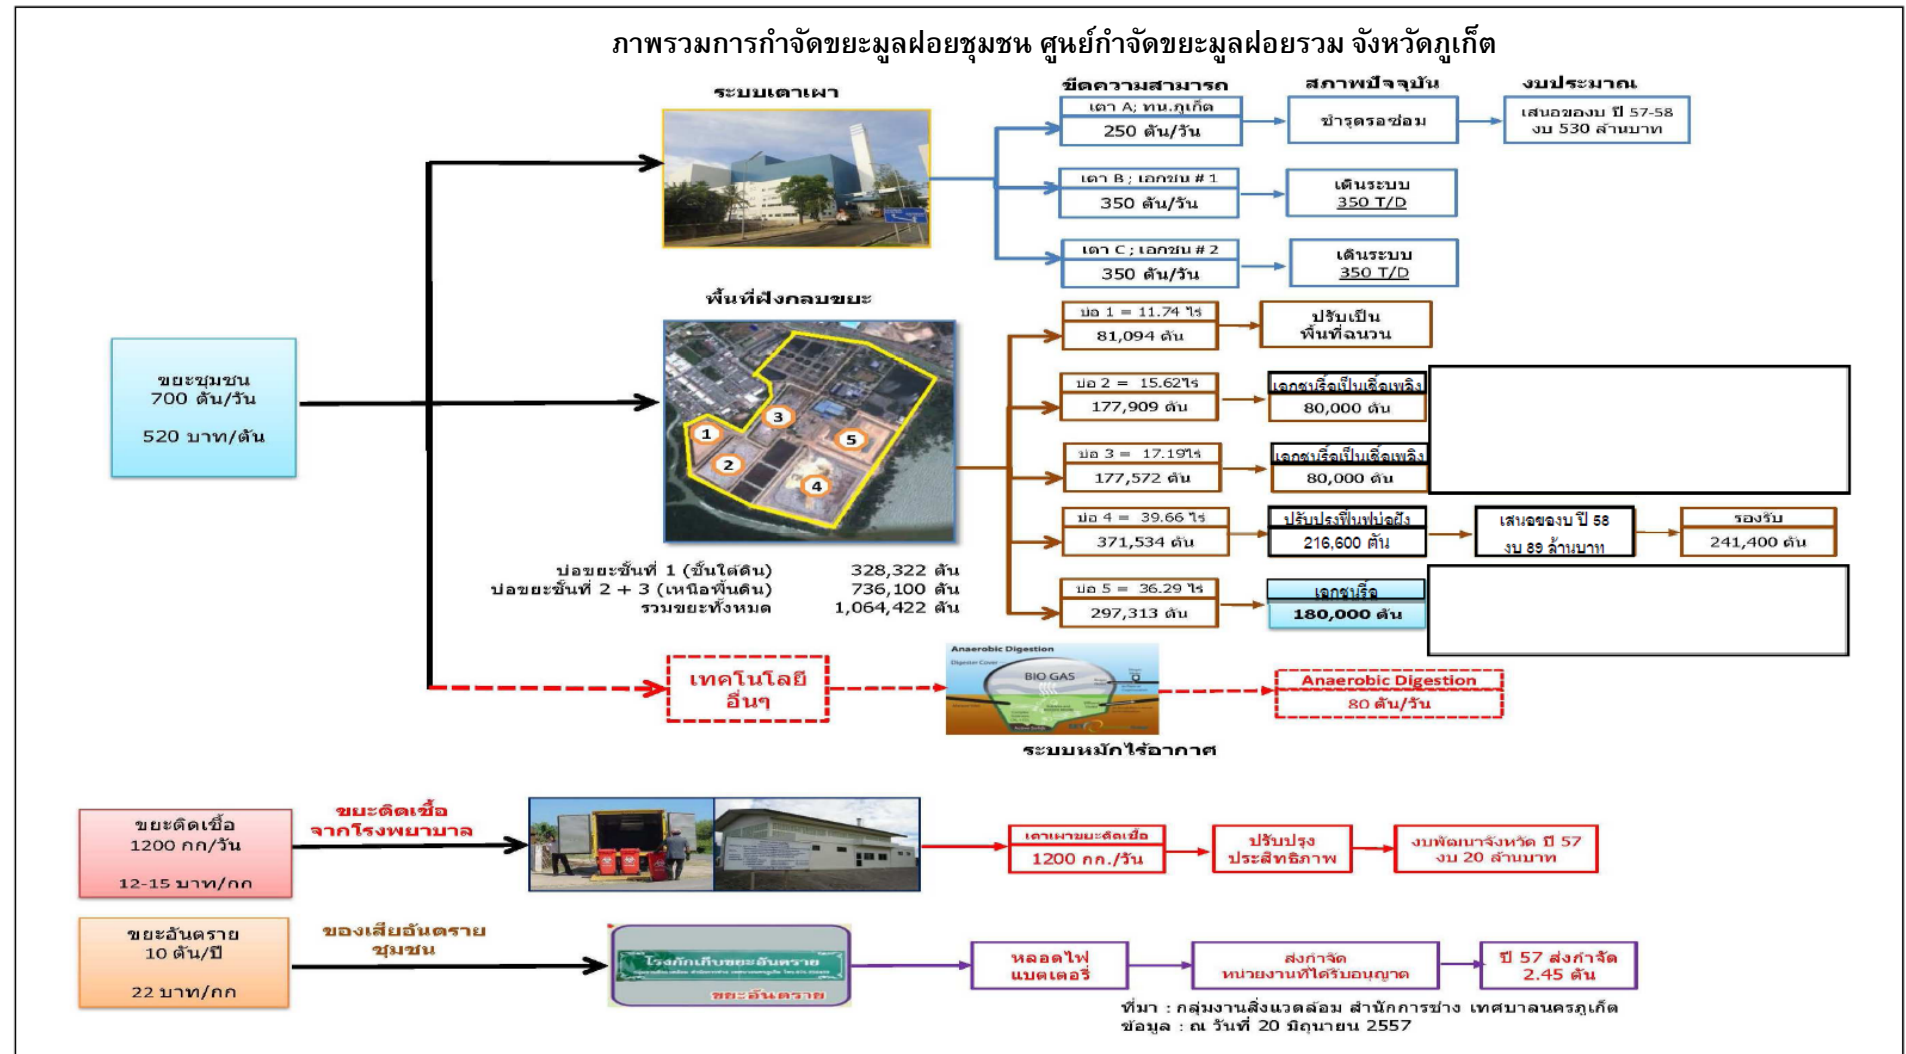 ภาพรวมการกำจัดขยะมูลฝอยชุมชน ศูนย์กำจัดขยะมูลฝอยรวม จังหวัดภูเก็ต
ระบบเตาเผา
ขีดความสามารถ
สภาพปัจจุบัน
งบประมาณ
เตา A; ทน.ภูเก็ต
250 ตัน/วัน
ชำรุดรอซ่อม
เสนอของบ ปี 57-58
งบ 530 ล้านบาท
เตา B ; เอกชน # 1
350 ตัน/วัน
เดินระบบ
350 T/D
เตา C ; เอกชน # 2
350 ตัน/วัน
เดินระบบ
350 T/D
พื้นที่ฝังกลบขยะ
ขยะชุมชน
700 ตัน/วัน
520 บาท/ตัน
1
2
3
4
5
บ่อ 1 = 11.74 ไร่
81,094 ตัน
ปรับเป็น
พื้นที่ฉนวน
บ่อ 2 = 15.62ไร่
177,909 ตัน
เอกชนรื้อเป็นเชื้อเพลิง
80,000 ตัน
บ่อ 3 = 17.19ไร่
177,572 ตัน
เอกชนรื้อเป็นเชื้อเพลิง
80,000 ตัน
บ่อ 4 = 39.66 ไร่
371,534 ตัน
ปรับปรุงฟื้นฟูบ่อฝัง
216,600 ตัน
เสนอของบ ปี 58
งบ 89 ล้านบาท
รองรับ
241,400 ตัน
บ่อ 5 = 36.29 ไร่
297,313 ตัน
เอกชนรื้อ
180,000 ตัน
บ่อขยะชั้นที่ 1 (ชั้นใต้ดิน) 328,322 ตัน
บ่อขยะชั้นที่ 2 + 3 (เหนือพื้นดิน) 736,100 ตัน
รวมขยะทั้งหมด 1,064,422 ตัน
เทคโนโลยี
อื่นๆ
Anaerobic Digestion
Digester Cover
BIO GAS
ระบบหมักไร้อากาศ
Anaerobic Digestion
80 ตัน/วัน
ขยะติดเชื้อ
1200 กก/วัน
12-15 บาท/กก
ขยะติดเชื้อ
จากโรงพยาบาล
เตาเผาขยะติดเชื้อ
1200 กก./วัน
ปรับปรุง
ประสิทธิภาพ
งบพัฒนาจังหวัด ปี 57
งบ 20 ล้านบาท
ขยะอันตราย
10 ตัน/ปี
22 บาท/กก
ของเสียอันตราย
ชุมชน
โรงพักเก็บขยะอันตราย
ขยะอันตราย
หลอดไฟ
แบตเตอรี่
ส่งกำจัด
หน่วยงานที่ได้รับอนุญาต
ปี 57 ส่งกำจัด
2.45 ตัน
ที่มา : กลุ่มงานสิ่งแวดล้อม สำนักการช่าง เทศบาลนครภูเก็ต
ข้อมูล : ณ วันที่ 20 มิถุนายน 2557